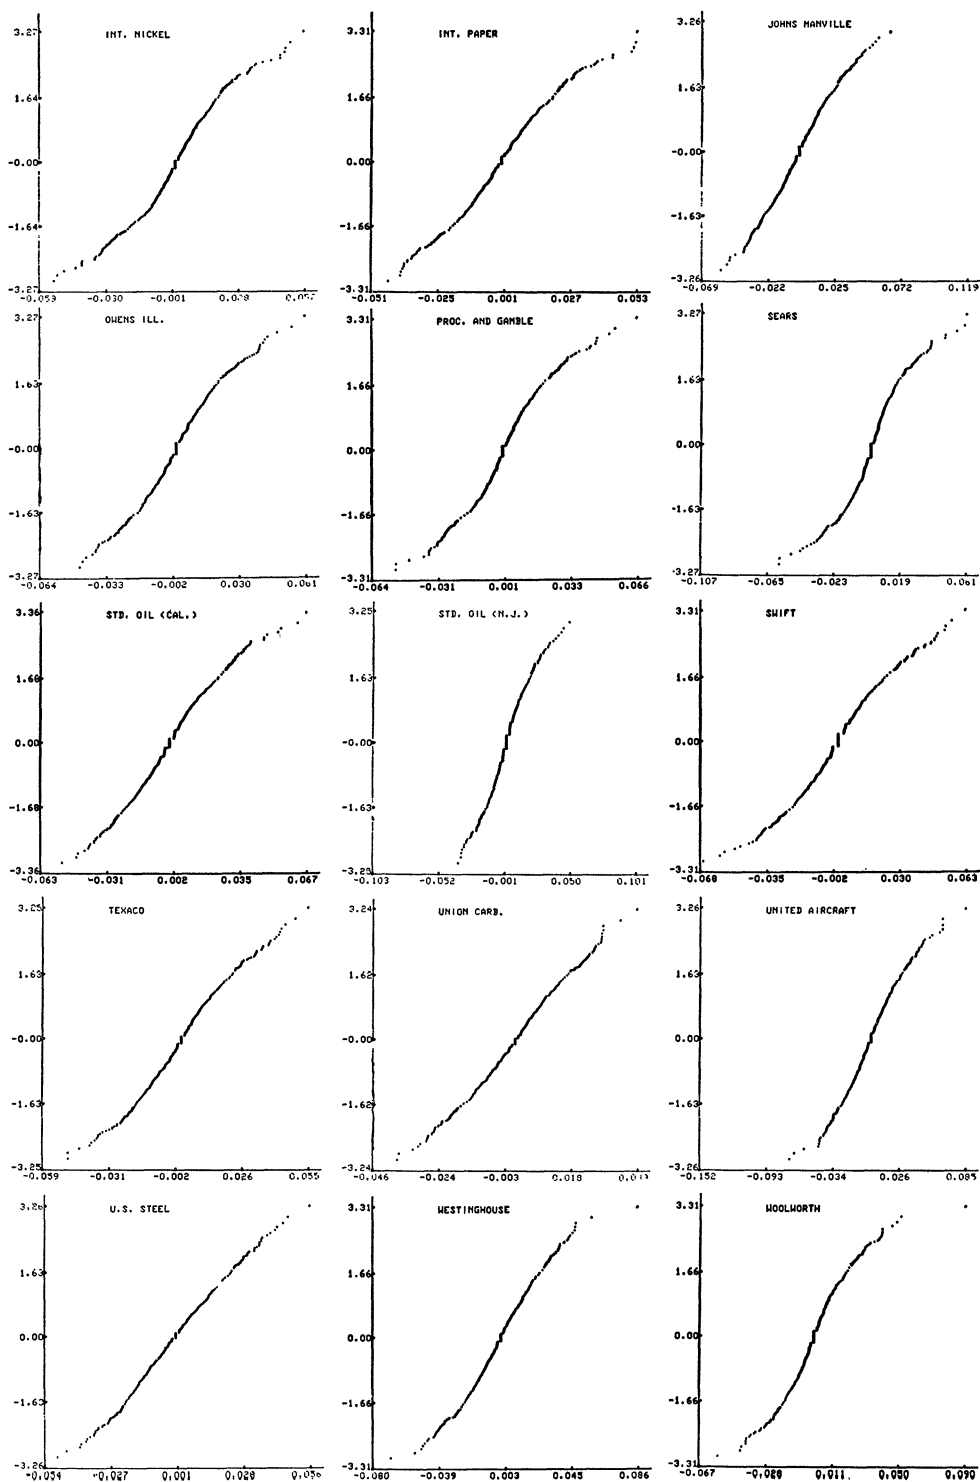 INT. NICKEL
3.27
1.64
-0.00
-1.64
-3.27
-0.059 -0.030 -0.001
INT. PAPER
3.31
1.66
0.00
-1.66
-3.31
-0.051 -0.025 0.001 0.027 0.053
JOHNS MANVILLE
3.26
1.63
-0.00
-1.63
-3.26
-0.069 -0.022 0.025 0.072 0.119
OWENS ILL.
3.27
1.63
-0.00
-1.63
-3.27
-0.064 -0.033 -0.002 0.030 0.061
PROC. AND GAMBLE
3.31
1.66
0.00
-1.66
-3.31
-0.064 -0.031 0.001 0.033 0.066
SEARS
3.27
1.63
0.00
-1.63
-3.27
-0.107 -0.065 -0.023 0.019 0.061
STD. OIL (CAL.)
3.36
1.68
0.00
-1.68
-3.36
-0.063 -0.031 0.002 0.035 0.067
STD. OIL (N.J.)
3.25
1.63
-0.00
-1.63
-3.25
-0.103 -0.052 -0.001 0.050 0.101
SWIFT
3.31
1.66
0.00
-1.66
-3.31
-0.068 -0.035 -0.002 0.030 0.063
TEXACO
3.25
1.63
-0.00
-1.63
-3.25
-0.059 -0.031 -0.002 0.026 0.055
UNION CARB.
3.24
1.62
-0.00
-1.62
-3.24
-0.046 -0.024 -0.003 0.018
UNITED AIRCRAFT
3.26
1.63
-0.00
-1.63
-3.26
-0.152 -0.093 -0.034 0.026 0.085
U.S. STEEL
3.26
1.63
0.00
-1.63
-3.26
-0.054 -0.027 0.001 0.028 0.056
WESTINGHOUSE
3.31
1.66
-0.00
-1.66
-3.31
-0.080 -0.039 0.003 0.045 0.086
WOOLWORTH
3.31
1.66
0.00
-1.66
-3.31
-0.067 -0.028 0.011 0.050 0.090